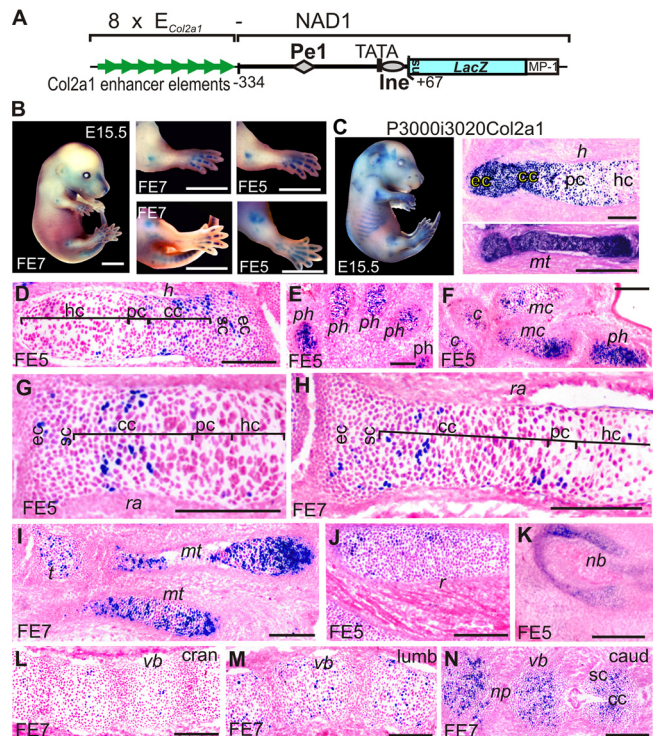 A
8 x E Col2a1 - NAD1
Pe1
TATA
Col2a1 enhancer elements
-334
Ine
+67
ns
LacZ
MP-1
B
E15.5
FE7
FE7
FE5
FE7
FE5
C
P3000i3020Col2a1
E15.5
h
ec
cc
pc
hc
mt
D
h
hc
pc
cc
sc
ec
FE5
E
ph
ph
ph
ph
ph
FE5
F
c
mc
mc
c
ph
FE5
G
ec
sc
cc
pc
hc
FE5
ra
H
ra
ec
sc
cc
pc
hc
FE7
I
t
mt
mt
FE7
J
r
FE5
K
nb
FE5
L
vb
cran
FE7
M
vb
lumb
FE7
N
vb
caud
sc
np
cc
FE7